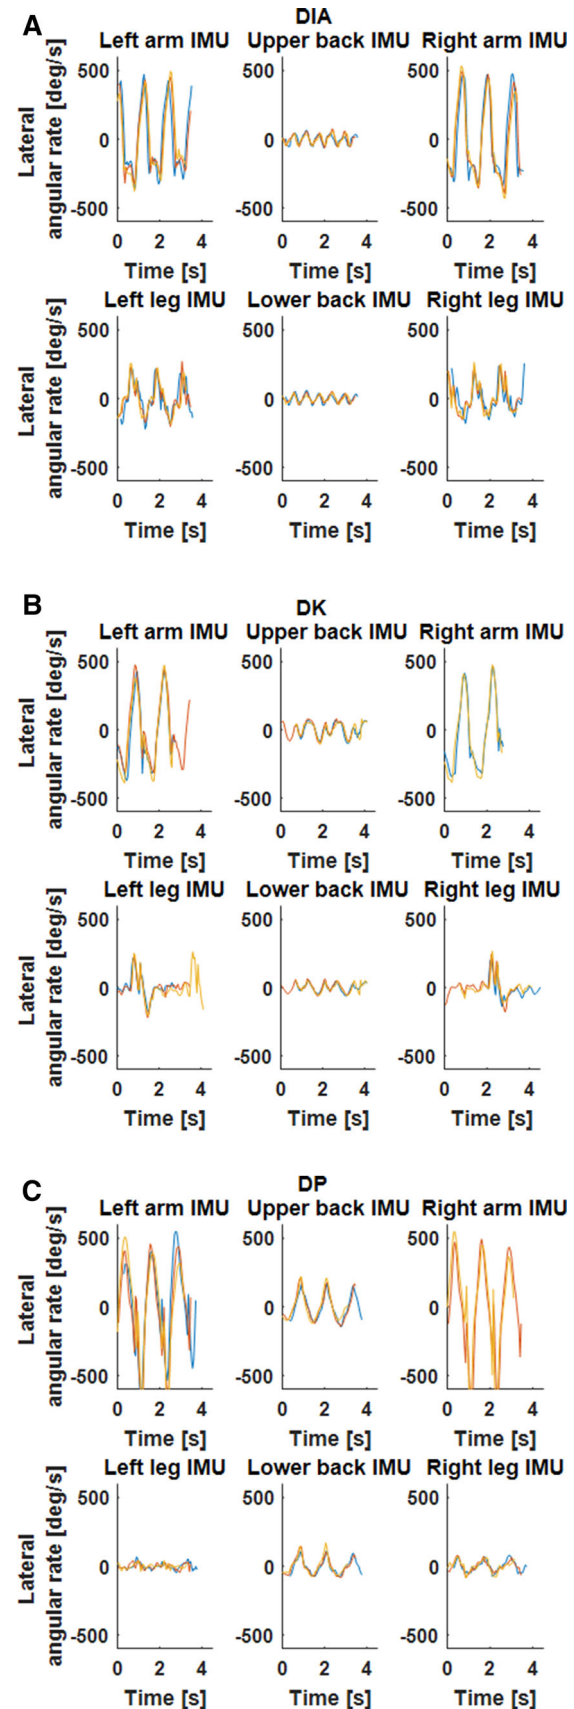 A
DIA
Left arm IMU Upper back IMU Right arm IMU
Lateral
angular rate [deg/s]
500 500 500
0 0 0
-500 -500 -500
0 2 4 0 2 4 0 2 4
Time [s] Time [s] Time [s]
Left leg IMU Lower back IMU Right leg IMU
Lateral
angular rate [deg/s]
500 500 500
0 0 0
-500 -500 -500
0 2 4 0 2 4 0 2 4
Time [s] Time [s] Time [s]
B
DK
Left arm IMU Upper back IMU Right arm IMU
Lateral
angular rate [deg/s]
500 500 500
0 0 0
-500 -500 -500
0 2 4 0 2 4 0 2 4
Time [s] Time [s] Time [s]
Left leg IMU Lower back IMU Right leg IMU
Lateral
angular rate [deg/s]
500 500 500
0 0 0
-500 -500 -500
0 2 4 0 2 4 0 2 4
Time [s] Time [s] Time [s]
C
DP
Left arm IMU Upper back IMU Right arm IMU
Lateral
angular rate [deg/s]
500 500 500
0 0 0
-500 -500 -500
0 2 4 0 2 4 0 2 4
Time [s] Time [s] Time [s]
Left leg IMU Lower back IMU Right leg IMU
Lateral
angular rate [deg/s]
500 500 500
0 0 0
-500 -500 -500
0 2 4 0 2 4 0 2 4
Time [s] Time [s] Time [s]